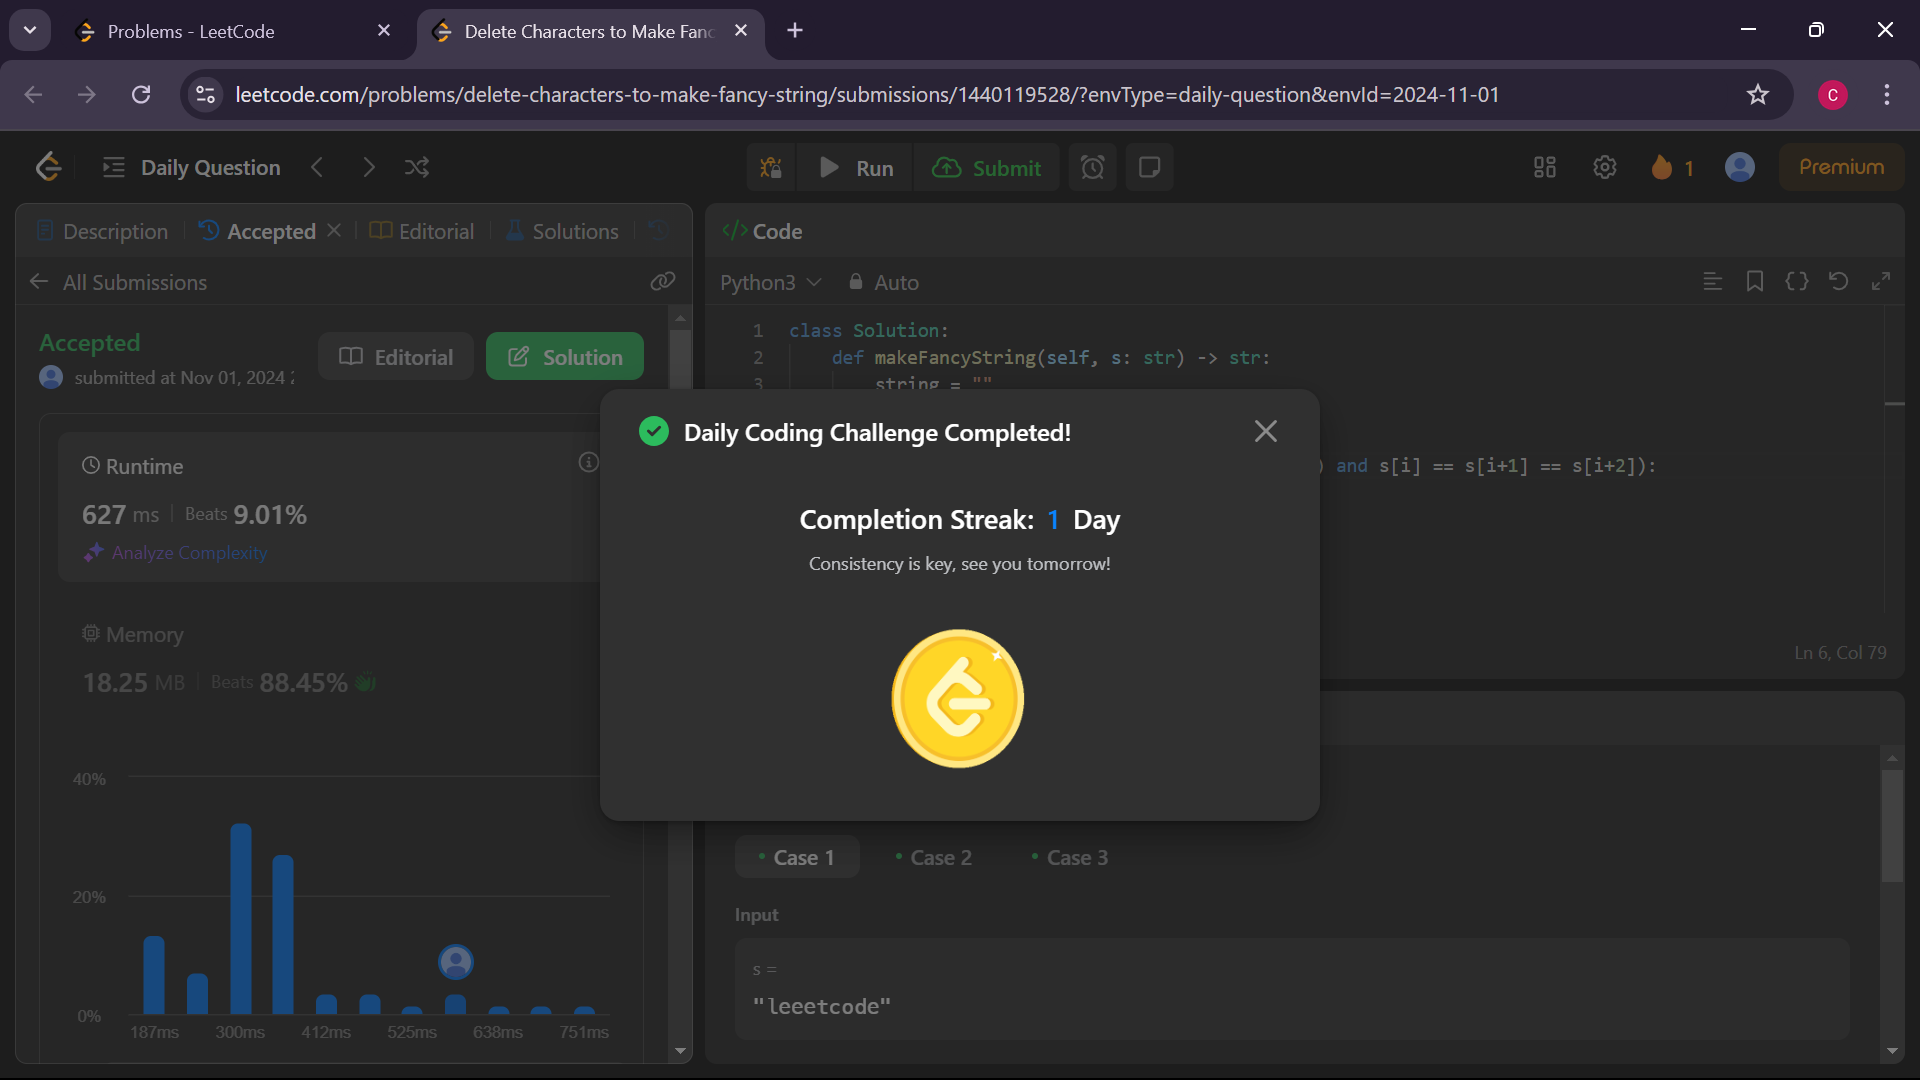 Problems - LeetCode
Delete Characters to Make Fanc
leetcode.com/problems/delete-characters-to-make-fancy-string/submissions/1440119528/?envType=daily-question&envId=2024-11-01
C
Daily Question
Run
Submit
1
Premium
Description
Accepted
Editorial
Solutions
All Submissions
Accepted
submitted at Nov 01, 2024
Editorial
Solution
Runtime
627 ms
Beats 9.01%
Analyze Complexity
Memory
18.25 MB
Beats 88.45%
40%
20%
0%
187ms 300ms 412ms 525ms 638ms 751ms
</> Code
Python3
Auto
1 class Solution:
2 def makeFancyString(self, s: str) -> str:
3 string = ""
) and s[i] == s[i+1] == s[i+2]):
Ln 6, Col 79
Daily Coding Challenge Completed!
Completion Streak: 1 Day
Consistency is key, see you tomorrow!
Case 1
Case 2
Case 3
Input
s =
"leeetcode"